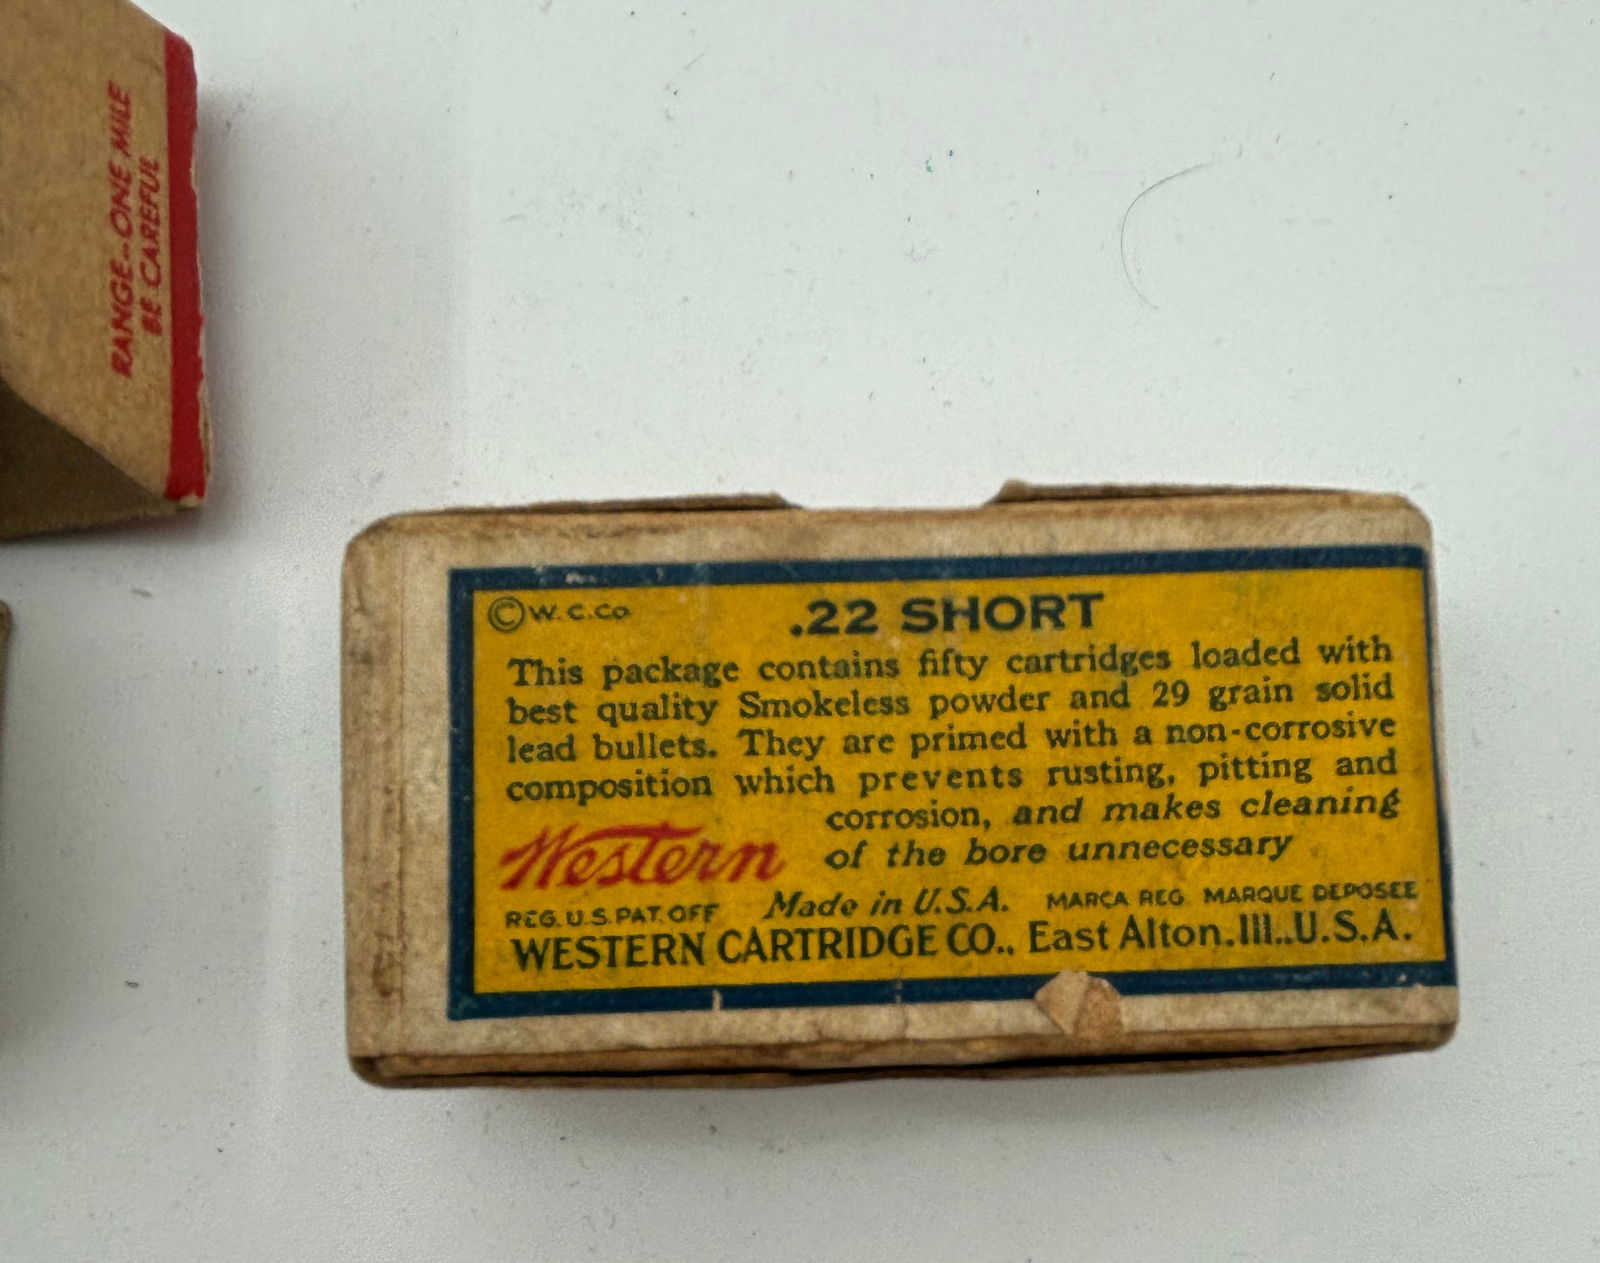 RANGE--ONE MILE
BE CAREFUL
©W.C.Co
.22 SHORT
This package contains fifty cartridges loaded with
best quality Smokeless powder and 29 grain solid
lead bullets. They are primed with a non-corrosive
composition which prevents rusting, pitting and
corrosion, and makes cleaning
of the bore unnecessary
Western
REG. U.S. PAT. OFF Made in U.S.A. MARCA REG. MARQUE DEPOSEE
WESTERN CARTRIDGE CO., East Alton, Ill., U.S.A.